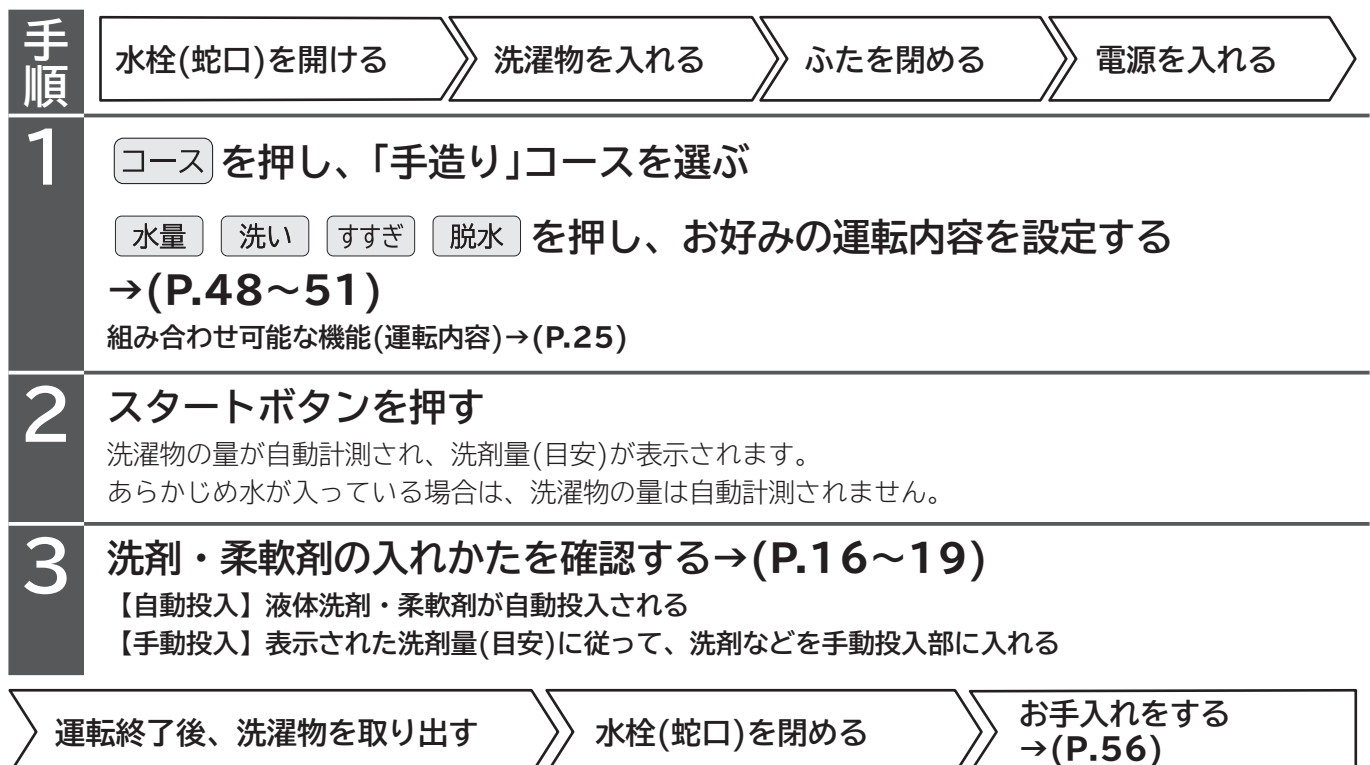 手順
水栓(蛇口)を開ける
洗濯物を入れる
ふたを閉める
電源を入れる
1
コース を押し、「手造り」コースを選ぶ
水量 洗い すすぎ 脱水 を押し、お好みの運転内容を設定する
→(P.48～51)
組み合わせ可能な機能(運転内容)→(P.25)
2
スタートボタンを押す
洗濯物の量が自動計測され、洗剤量(目安)が表示されます。
あらかじめ水が入っている場合は、洗濯物の量は自動計測されません。
3
洗剤・柔軟剤の入れかたを確認する→(P.16～19)
【自動投入】液体洗剤・柔軟剤が自動投入される
【手動投入】表示された洗剤量(目安)に従って、洗剤などを手動投入部に入れる
運転終了後、洗濯物を取り出す
水栓(蛇口)を閉める
お手入れをする
→(P.56)